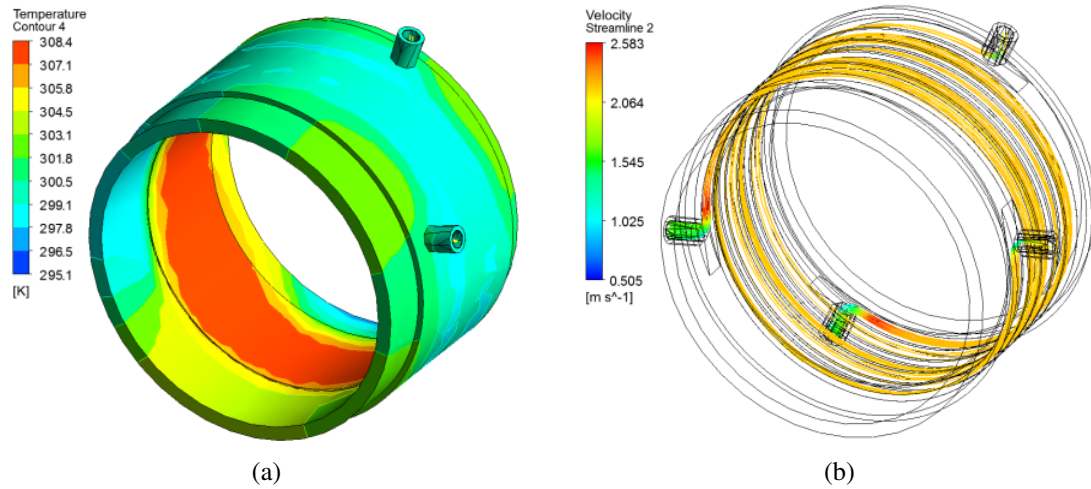 Temperature
Contour 4
308.4
307.1
305.8
304.4
303.1
301.8
300.5
299.1
297.8
296.5
295.1
[K]
(a)
Velocity
Streamline 2
2.583
2.064
1.545
1.025
0.505
[m s^-1]
(b)